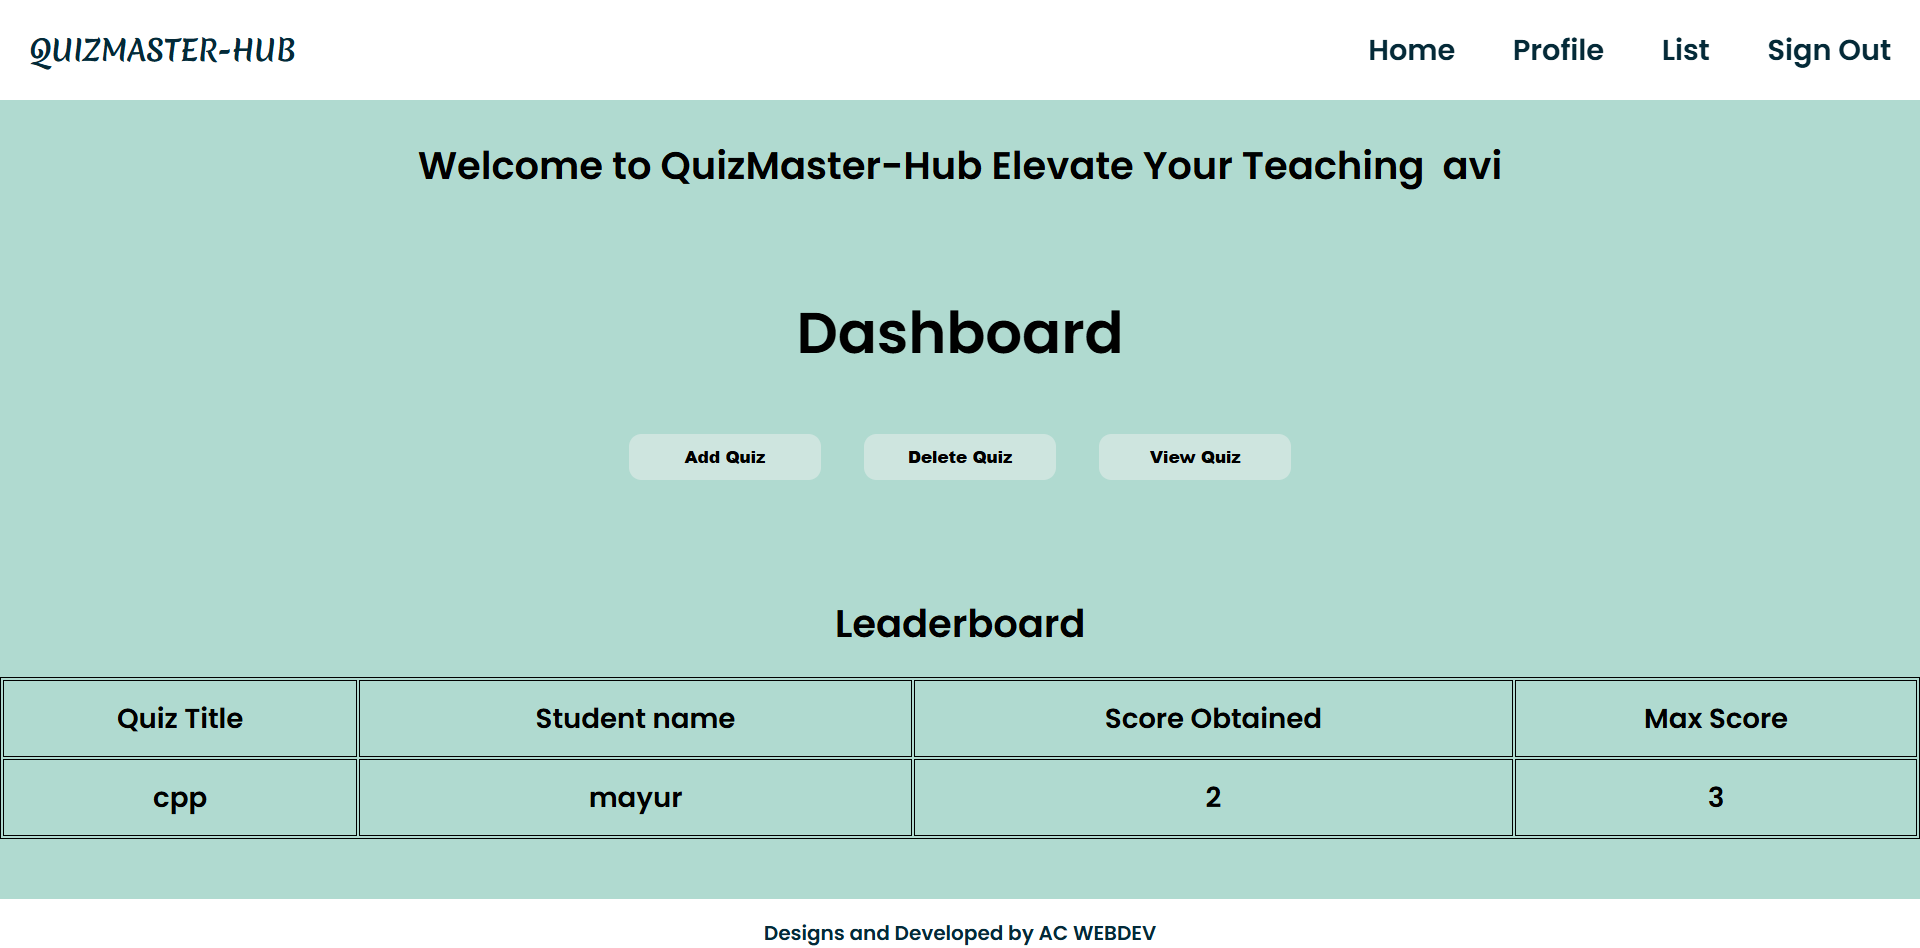 QUIZMASTER-HUB Home Profile List Sign Out
Welcome to QuizMaster-Hub Elevate Your Teaching avi
Dashboard
Add Quiz Delete Quiz View Quiz
Leaderboard
Quiz Title Student name Score Obtained Max Score
cpp mayur 2 3
Designs and Developed by AC WEBDEV